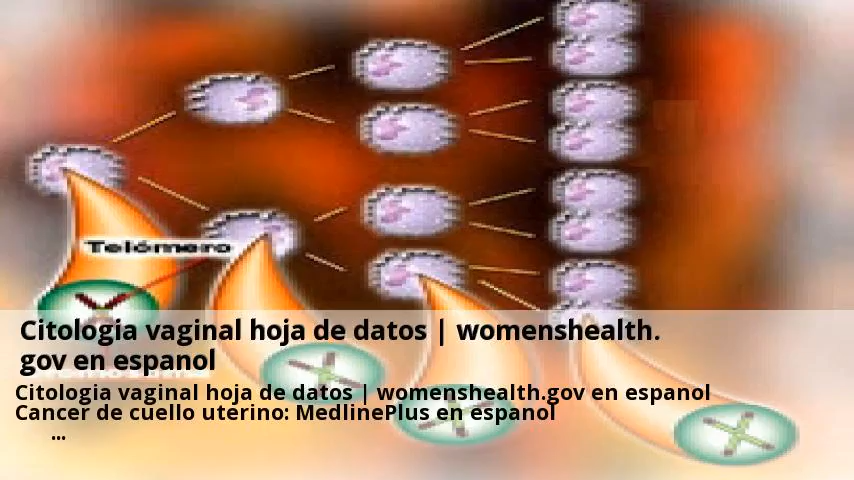 Telómero
Citologia vaginal hoja de datos | womenshealth.
gov en espanol
Citologia vaginal hoja de datos | womenshealth.gov en espanol
Cancer de cuello uterino: MedlinePlus en espanol
...